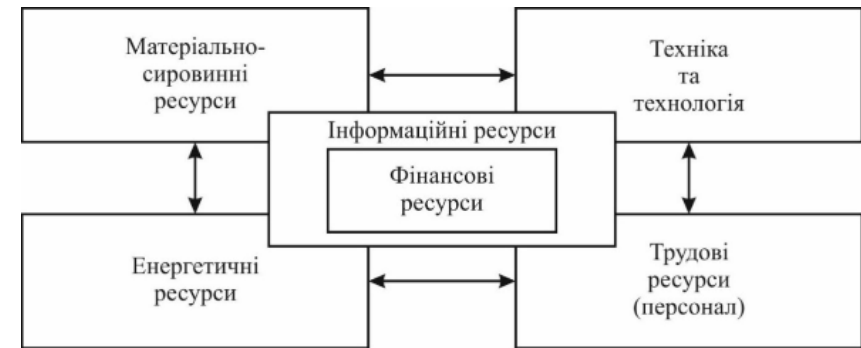 Матеріально-
сировинні
ресурси
Техніка
та
технологія
Інформаційні ресурси
Фінансові
ресурси
Енергетичні
ресурси
Трудові
ресурси
(персонал)